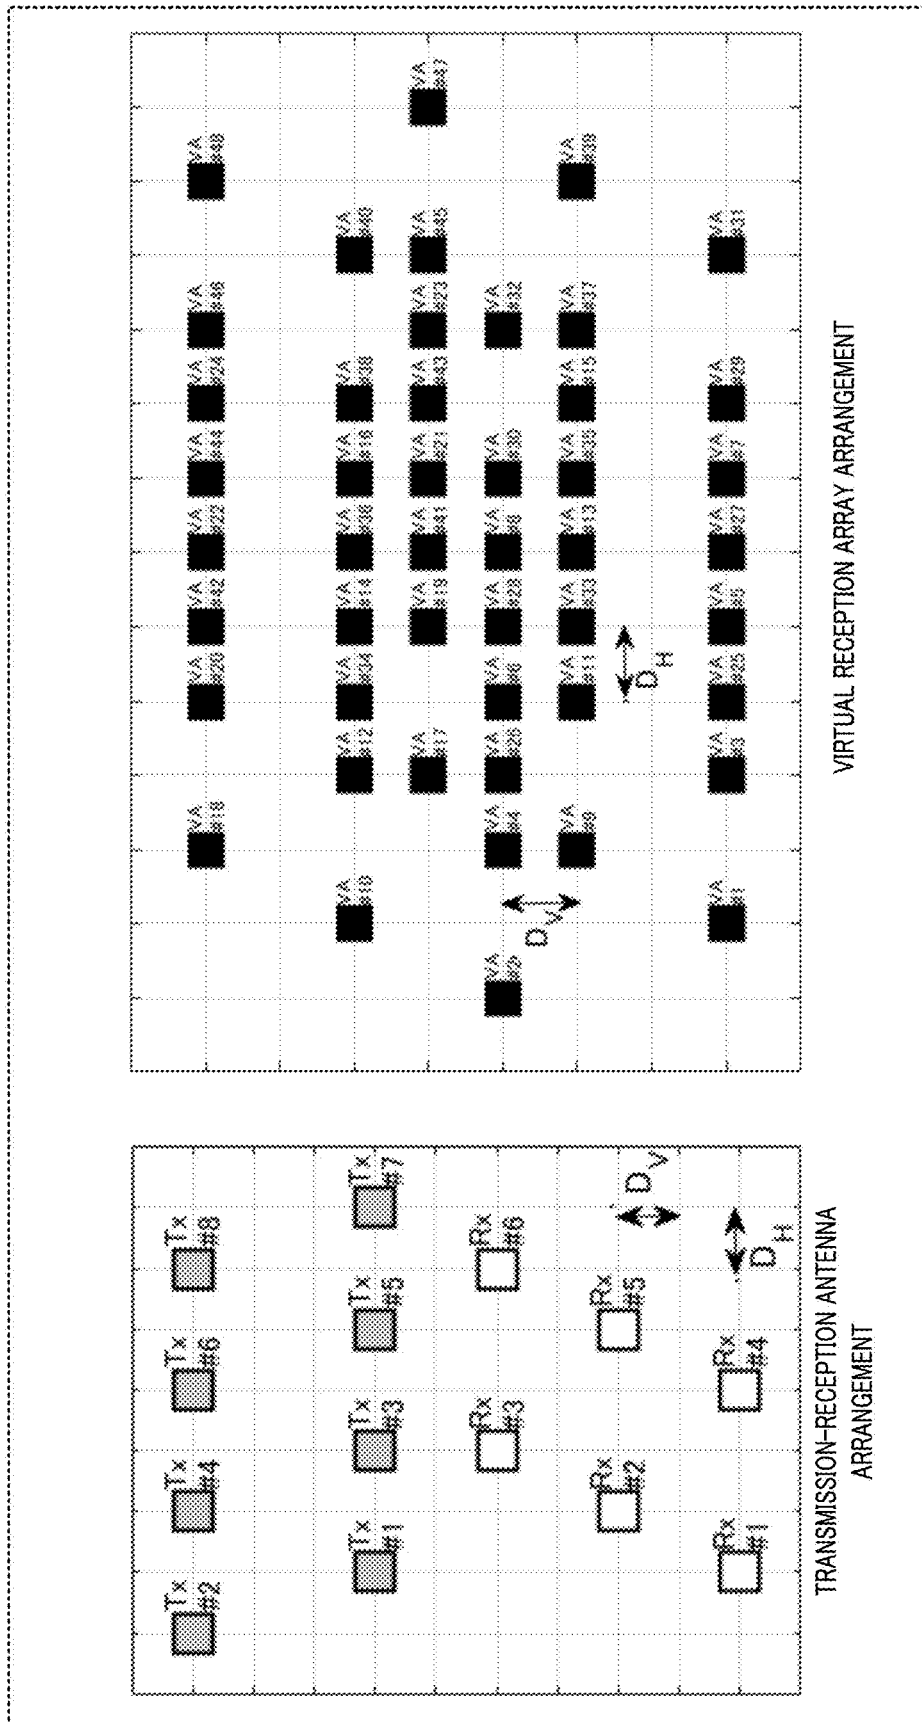 Tx
#2
Tx
#4
Tx
#6
Tx
#8
Tx
#1
Tx
#3
Tx
#5
Tx
#7
Rx
#3
Rx
#6
Rx
#2
Rx
#5
DV
Rx
#1
Rx
#4
DH
TRANSMISSION-RECEPTION ANTENNA
ARRANGEMENT
VA
#18
VA
#20
VA
#42
VA
#22
VA
#44
VA
#24
VA
#46
VA
#48
VA
#10
VA
#12
VA
#34
VA
#14
VA
#36
VA
#16
VA
#38
VA
#40
VA
#17
VA
#19
VA
#41
VA
#21
VA
#43
VA
#23
VA
#45
VA
#47
VA
#2
VA
#4
VA
#26
VA
#6
VA
#28
VA
#8
VA
#30
VA
#32
DV
VA
#9
VA
#11
VA
#33
VA
#13
VA
#35
VA
#15
VA
#37
VA
#39
DH
VA
#1
VA
#3
VA
#25
VA
#5
VA
#27
VA
#7
VA
#29
VA
#31
VIRTUAL RECEPTION ARRAY ARRANGEMENT